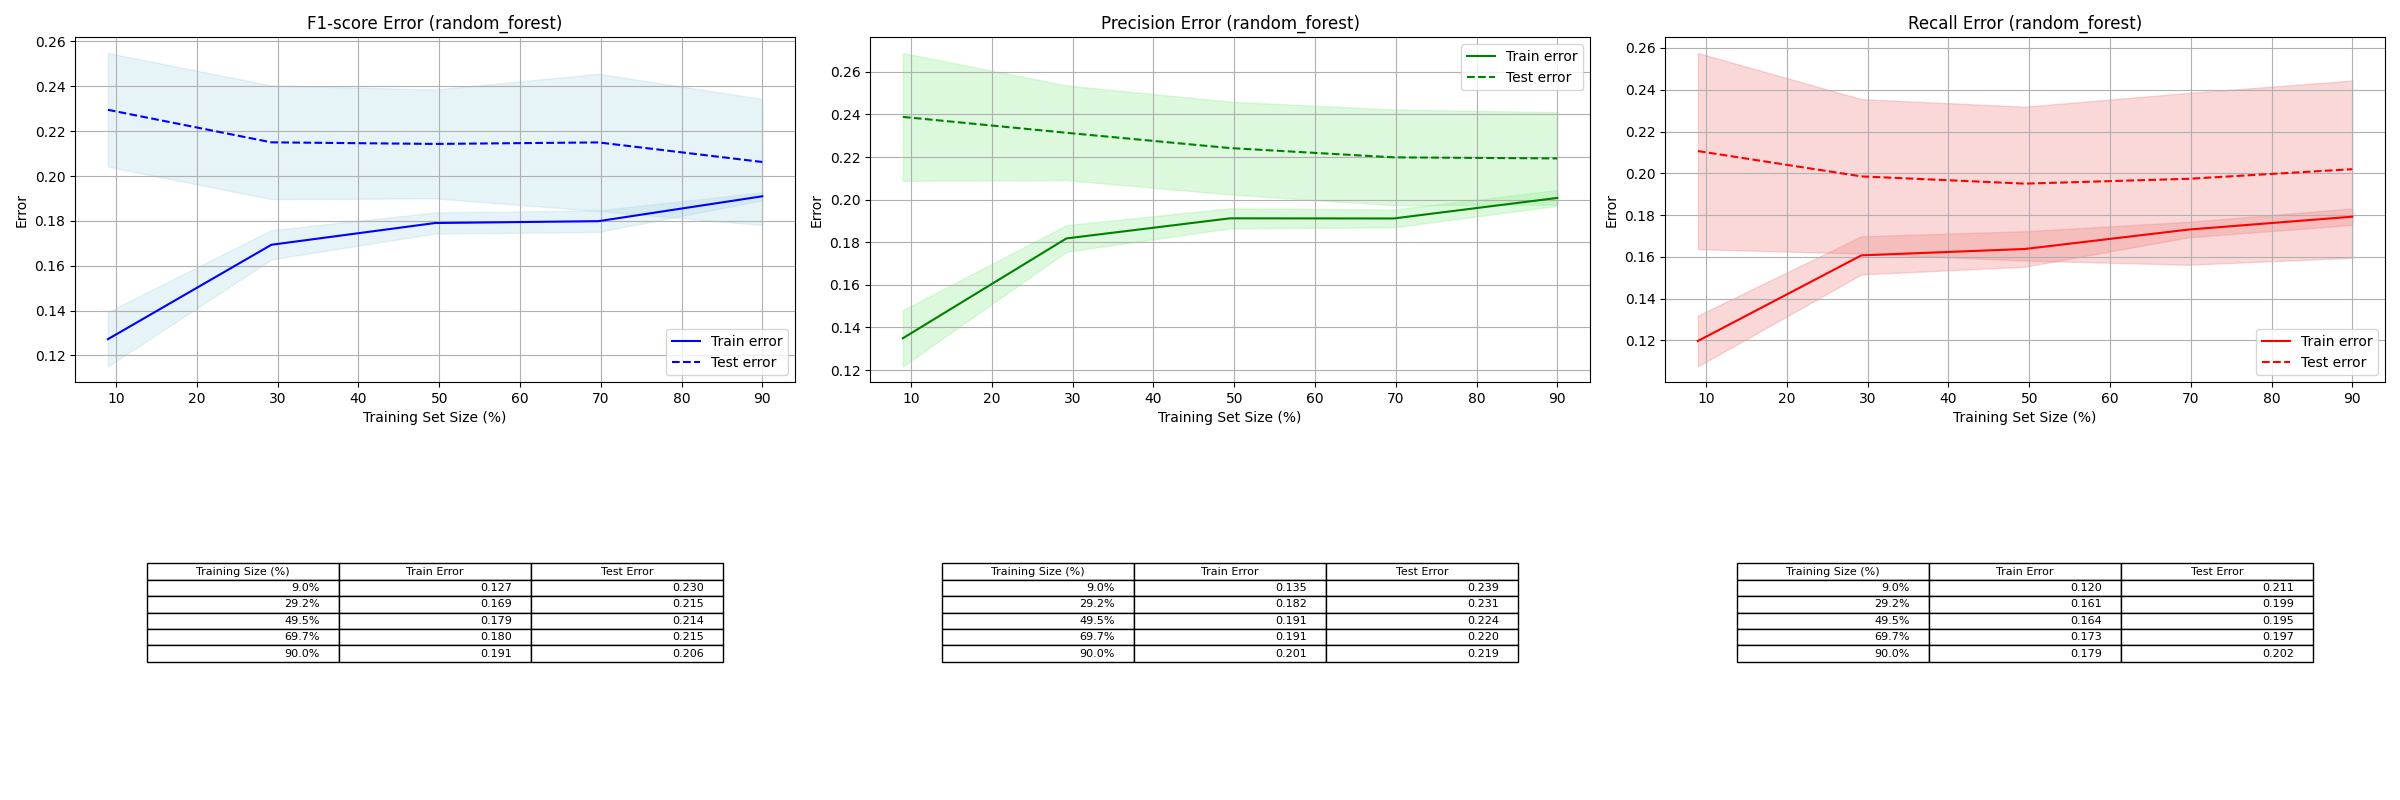 F1-score Error (random_forest)
0.26
0.24
0.22
0.20
0.18
0.16
0.14
0.12
Error
10 20 30 40 50 60 70 80 90
Training Set Size (%)
Train error
Test error
Precision Error (random_forest)
0.26
0.24
0.22
0.20
0.18
0.16
0.14
0.12
Error
10 20 30 40 50 60 70 80 90
Training Set Size (%)
Train error
Test error
Recall Error (random_forest)
0.26
0.24
0.22
0.20
0.18
0.16
0.14
0.12
Error
10 20 30 40 50 60 70 80 90
Training Set Size (%)
Train error
Test error
Training Size (%) Train Error Test Error
9.0% 0.127 0.230
29.2% 0.169 0.215
49.5% 0.179 0.214
69.7% 0.180 0.215
90.0% 0.191 0.206
Training Size (%) Train Error Test Error
9.0% 0.135 0.239
29.2% 0.182 0.231
49.5% 0.191 0.224
69.7% 0.191 0.220
90.0% 0.201 0.219
Training Size (%) Train Error Test Error
9.0% 0.120 0.211
29.2% 0.161 0.199
49.5% 0.164 0.195
69.7% 0.173 0.197
90.0% 0.179 0.202